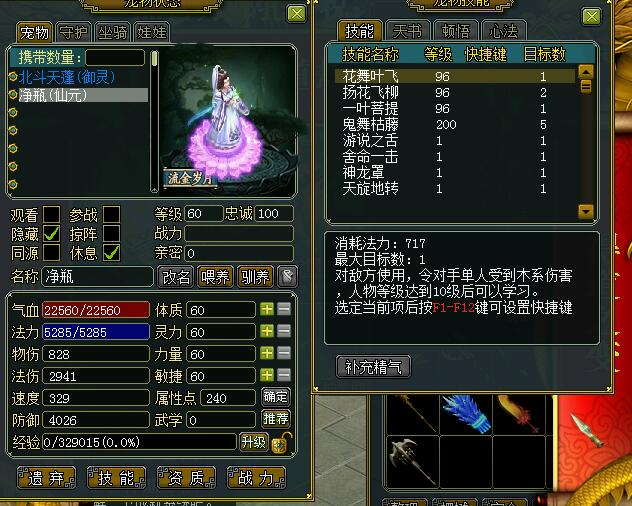 宠物状态
宠物 守护 坐骑 娃娃
携带数量：
北斗天蓬(御灵)
净瓶(仙元)
流金岁月
观看 参战 等级 60 忠诚 100
隐藏 掠阵 战力
同源 休息 亲密 0
名称 净瓶 改名 喂养 驯养
气血 22560/22560 体质 60
法力 5285/5285 灵力 60
物伤 828 力量 60
法伤 2941 敏捷 60
速度 329 属性点 240 确定
防御 4026 武学 0 推荐
经验 0/329015(0.0%) 升级
遗弃 技能 资质 战力
宠物技能
技能 天书 顿悟 心法
技能名称 等级 快捷键 目标数
花舞叶飞 96 1
扬花飞柳 96 2
一叶菩提 96 1
鬼舞枯藤 200 5
游说之舌 1 1
舍命一击 1 1
神龙罩 1 1
天旋地转 1 1
消耗法力：717
最大目标数：1
对敌方使用，令对手单人受到木系伤害
，人物等级达到10级后可以学习。
选定当前项后按F1-F12键可设置快捷键
补充精气